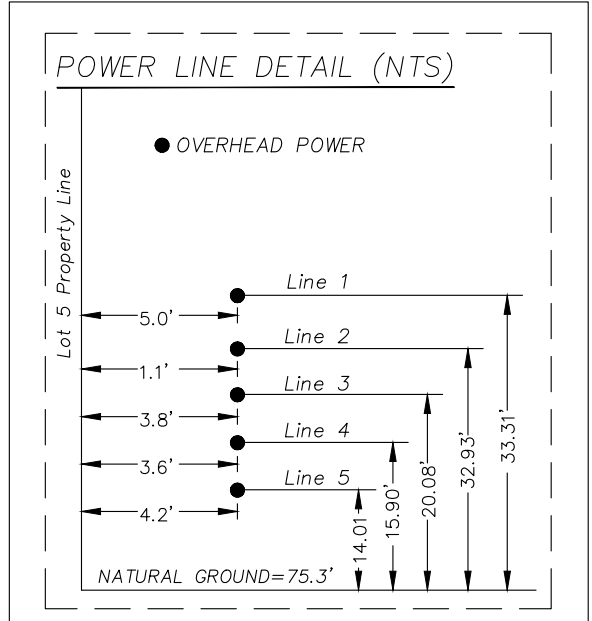 POWER LINE DETAIL (NTS)
OVERHEAD POWER
Lot 5 Property Line
Line 1
5.0'
Line 2
1.1'
Line 3
3.8'
Line 4
3.6'
Line 5
4.2'
14.01
15.90'
20.08'
32.93'
33.31'
NATURAL GROUND=75.3'